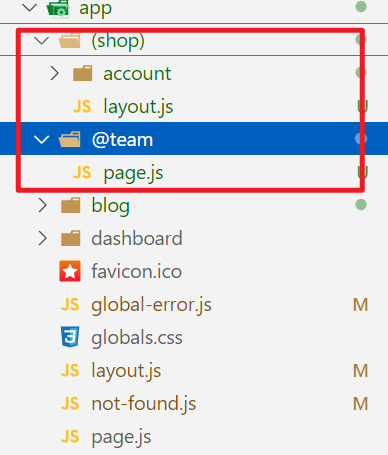 app
(shop)
account
JS layout.js U
@team
JS page.js U
blog
dashboard
favicon.ico
JS global-error.js M
globals.css
JS layout.js M
JS not-found.js M
JS page.js